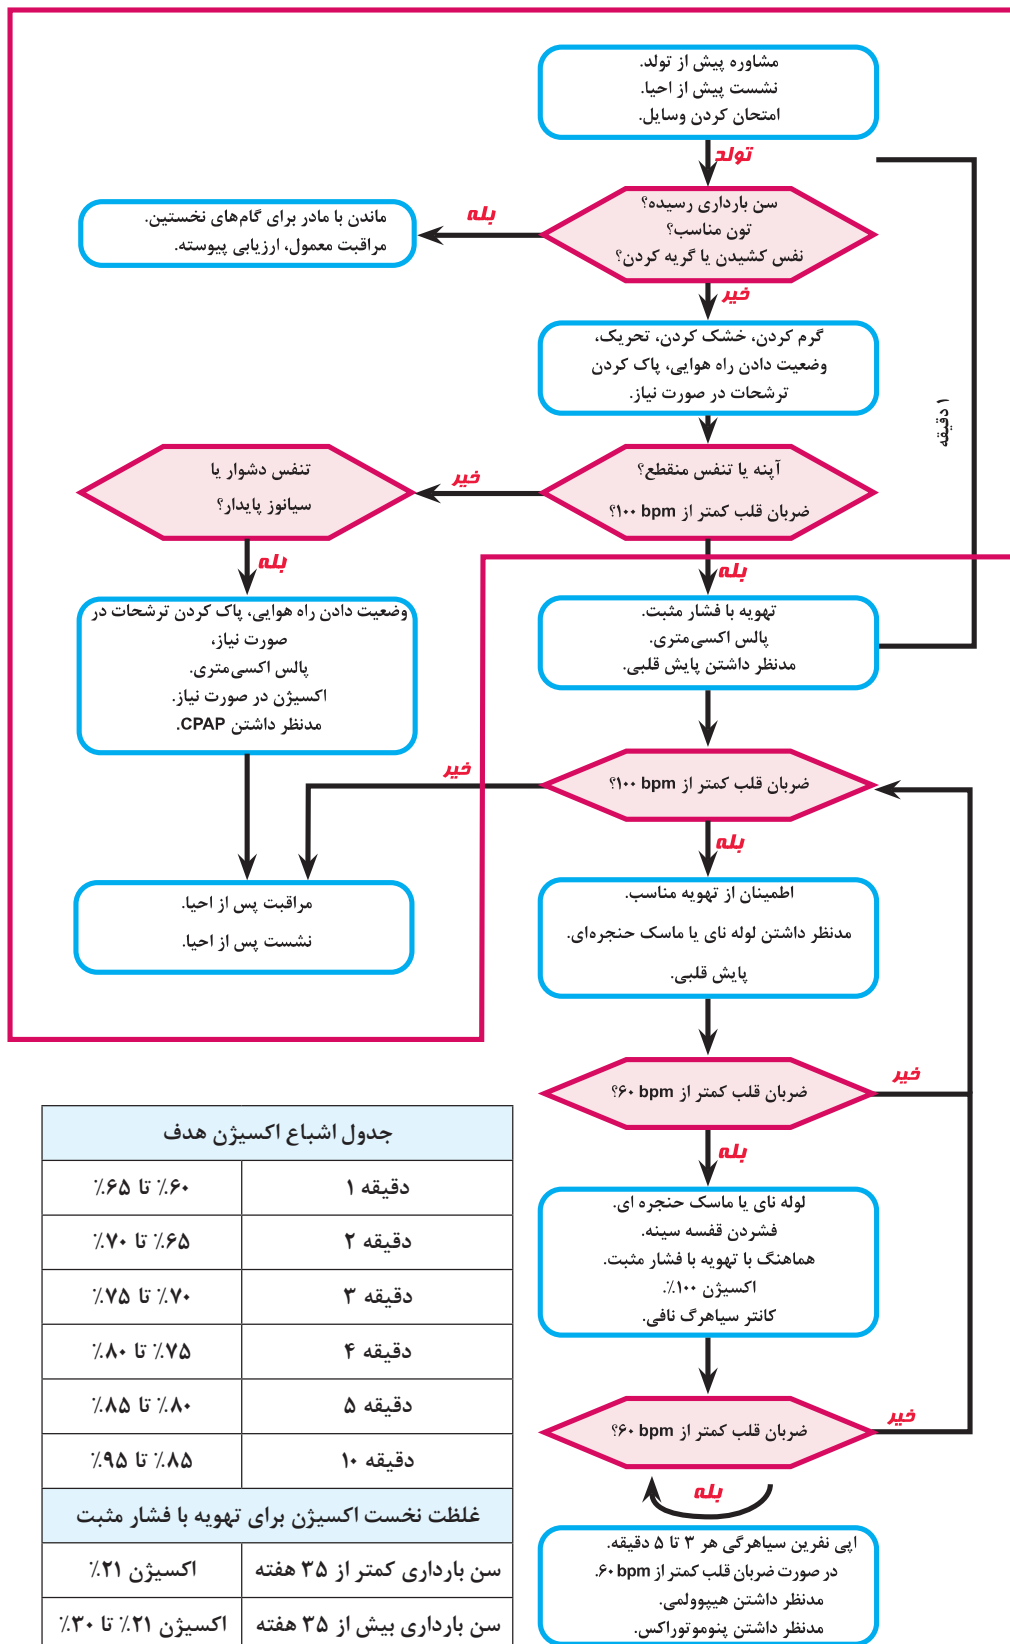 مشاوره پیش از تولد.
نشست پیش از احیا.
امتحان کردن وسایل.
تولد
سن بارداری رسیده؟
تون مناسب؟
نفس کشیدن یا گریه کردن؟
بله
ماندن با مادر برای گام‌های نخستین.
مراقبت معمول، ارزیابی پیوسته.
خیر
گرم کردن، خشک کردن، تحریک،
وضعیت دادن راه هوایی، پاک کردن
ترشحات در صورت نیاز.
۱ دقیقه
آپنه یا تنفس منقطع؟
ضربان قلب کمتر از ۱۰۰ bpm؟
خیر
تنفس دشوار یا
سیانوز پایدار؟
بله
وضعیت دادن راه هوایی، پاک کردن ترشحات در
صورت نیاز،
پالس اکسی‌متری.
اکسیژن در صورت نیاز.
مدنظر داشتن CPAP.
بله
تهویه با فشار مثبت.
پالس اکسی‌متری.
مدنظر داشتن پایش قلبی.
ضربان قلب کمتر از ۱۰۰ bpm؟
خیر
مراقبت پس از احیا.
نشست پس از احیا.
بله
اطمینان از تهویه مناسب.
مدنظر داشتن لوله نای یا ماسک حنجره‌ای.
پایش قلبی.
ضربان قلب کمتر از ۶۰ bpm؟
خیر
بله
لوله نای یا ماسک حنجره ای.
فشردن قفسه سینه.
هماهنگ با تهویه با فشار مثبت.
اکسیژن ۱۰۰٪.
کانتر سیاهرگ نافی.
ضربان قلب کمتر از ۶۰ bpm؟
خیر
بله
اپی نفرین سیاهرگی هر ۳ تا ۵ دقیقه.
در صورت ضربان قلب کمتر از ۶۰ bpm.
مدنظر داشتن هیپوولمی.
مدنظر داشتن پنوموتوراکس.
جدول اشباع اکسیژن هدف
دقیقه ۱ ۶۰٪ تا ۶۵٪
دقیقه ۲ ۶۵٪ تا ۷۰٪
دقیقه ۳ ۷۰٪ تا ۷۵٪
دقیقه ۴ ۷۵٪ تا ۸۰٪
دقیقه ۵ ۸۰٪ تا ۸۵٪
دقیقه ۱۰ ۸۵٪ تا ۹۵٪
غلظت نخست اکسیژن برای تهویه با فشار مثبت
سن بارداری کمتر از ۳۵ هفته اکسیژن ۲۱٪
سن بارداری بیش از ۳۵ هفته اکسیژن ۲۱٪ تا ۳۰٪